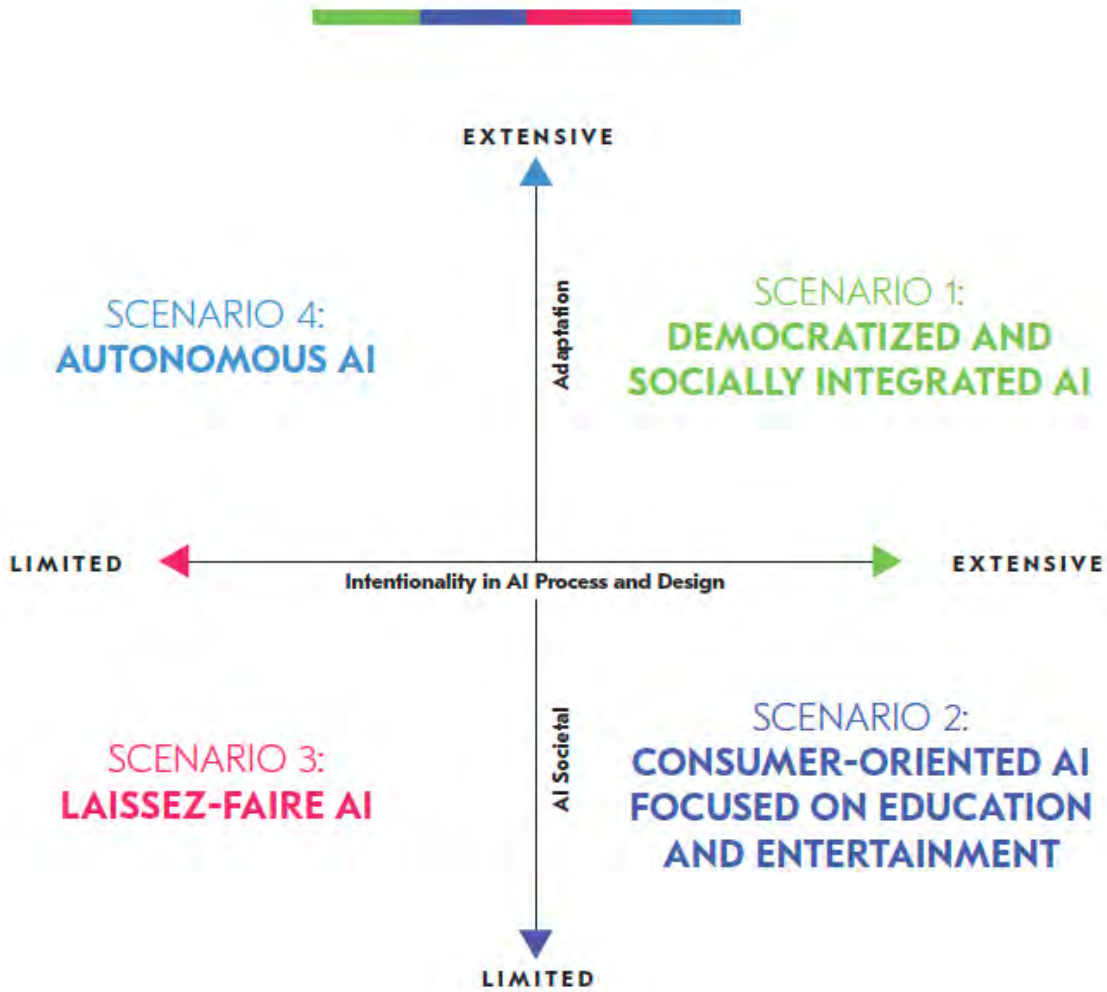 EXTENSIVE
SCENARIO 4:
AUTONOMOUS AI
Adaptation
SCENARIO 1:
DEMOCRATIZED AND
SOCIALLY INTEGRATED AI
LIMITED
Intentionality in AI Process and Design
EXTENSIVE
SCENARIO 3:
LAISSEZ-FAIRE AI
AI Societal
SCENARIO 2:
CONSUMER-ORIENTED AI
FOCUSED ON EDUCATION
AND ENTERTAINMENT
LIMITED